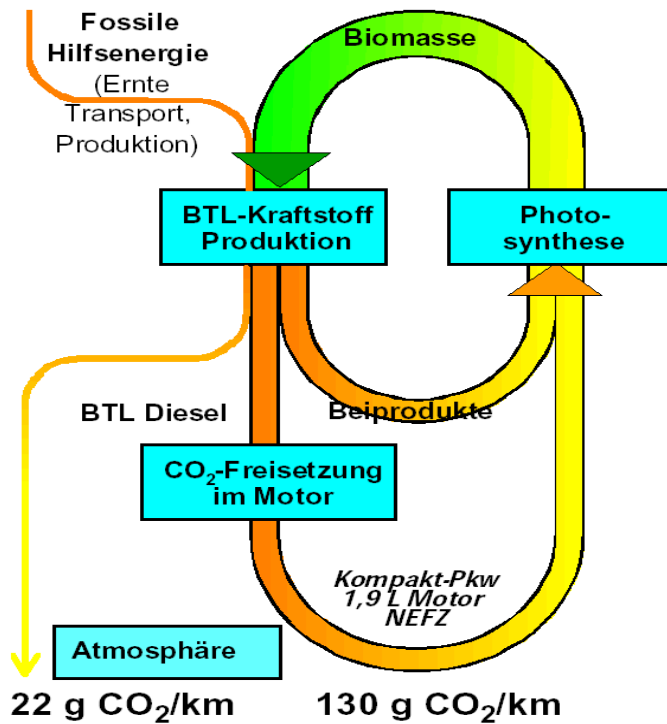 Fossile
Hilfsenergie
(Ernte
Transport,
Produktion)
Biomasse
BTL-Kraftstoff
Produktion
Photo-
synthese
BTL Diesel
Beiprodukte
CO₂-Freisetzung
im Motor
Kompakt-Pkw
1,9 L Motor
NEFZ
Atmosphäre
22 g CO₂/km
130 g CO₂/km